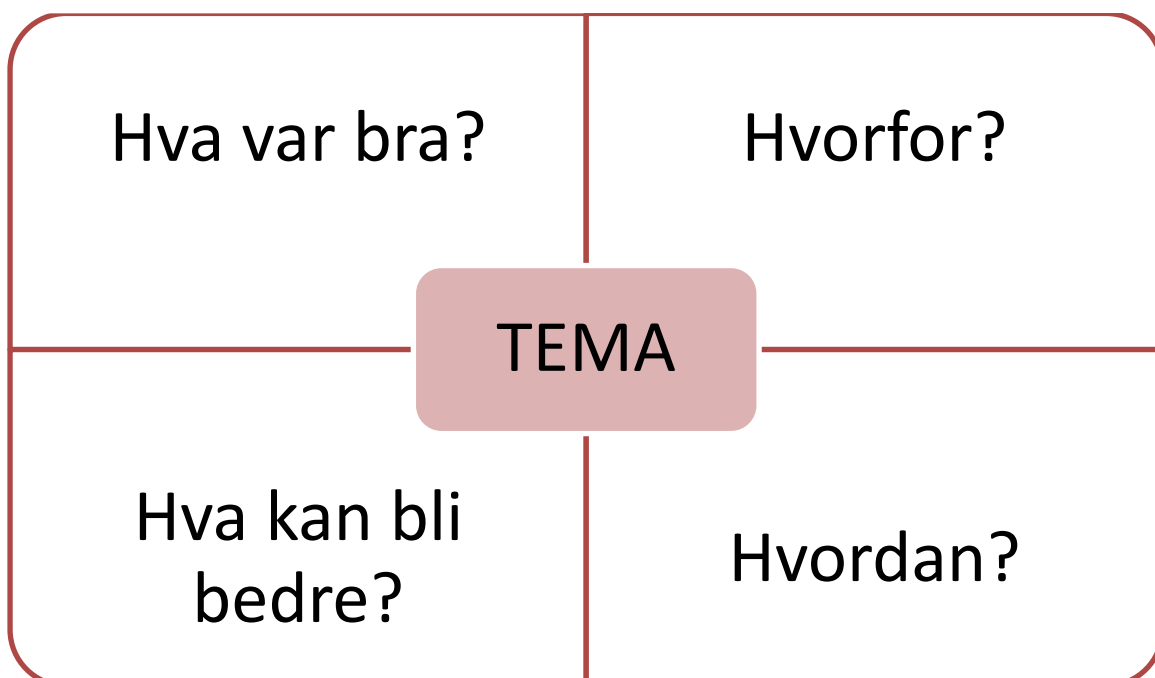 Hva var bra?
Hvorfor?
TEMA
Hva kan bli
bedre?
Hvordan?